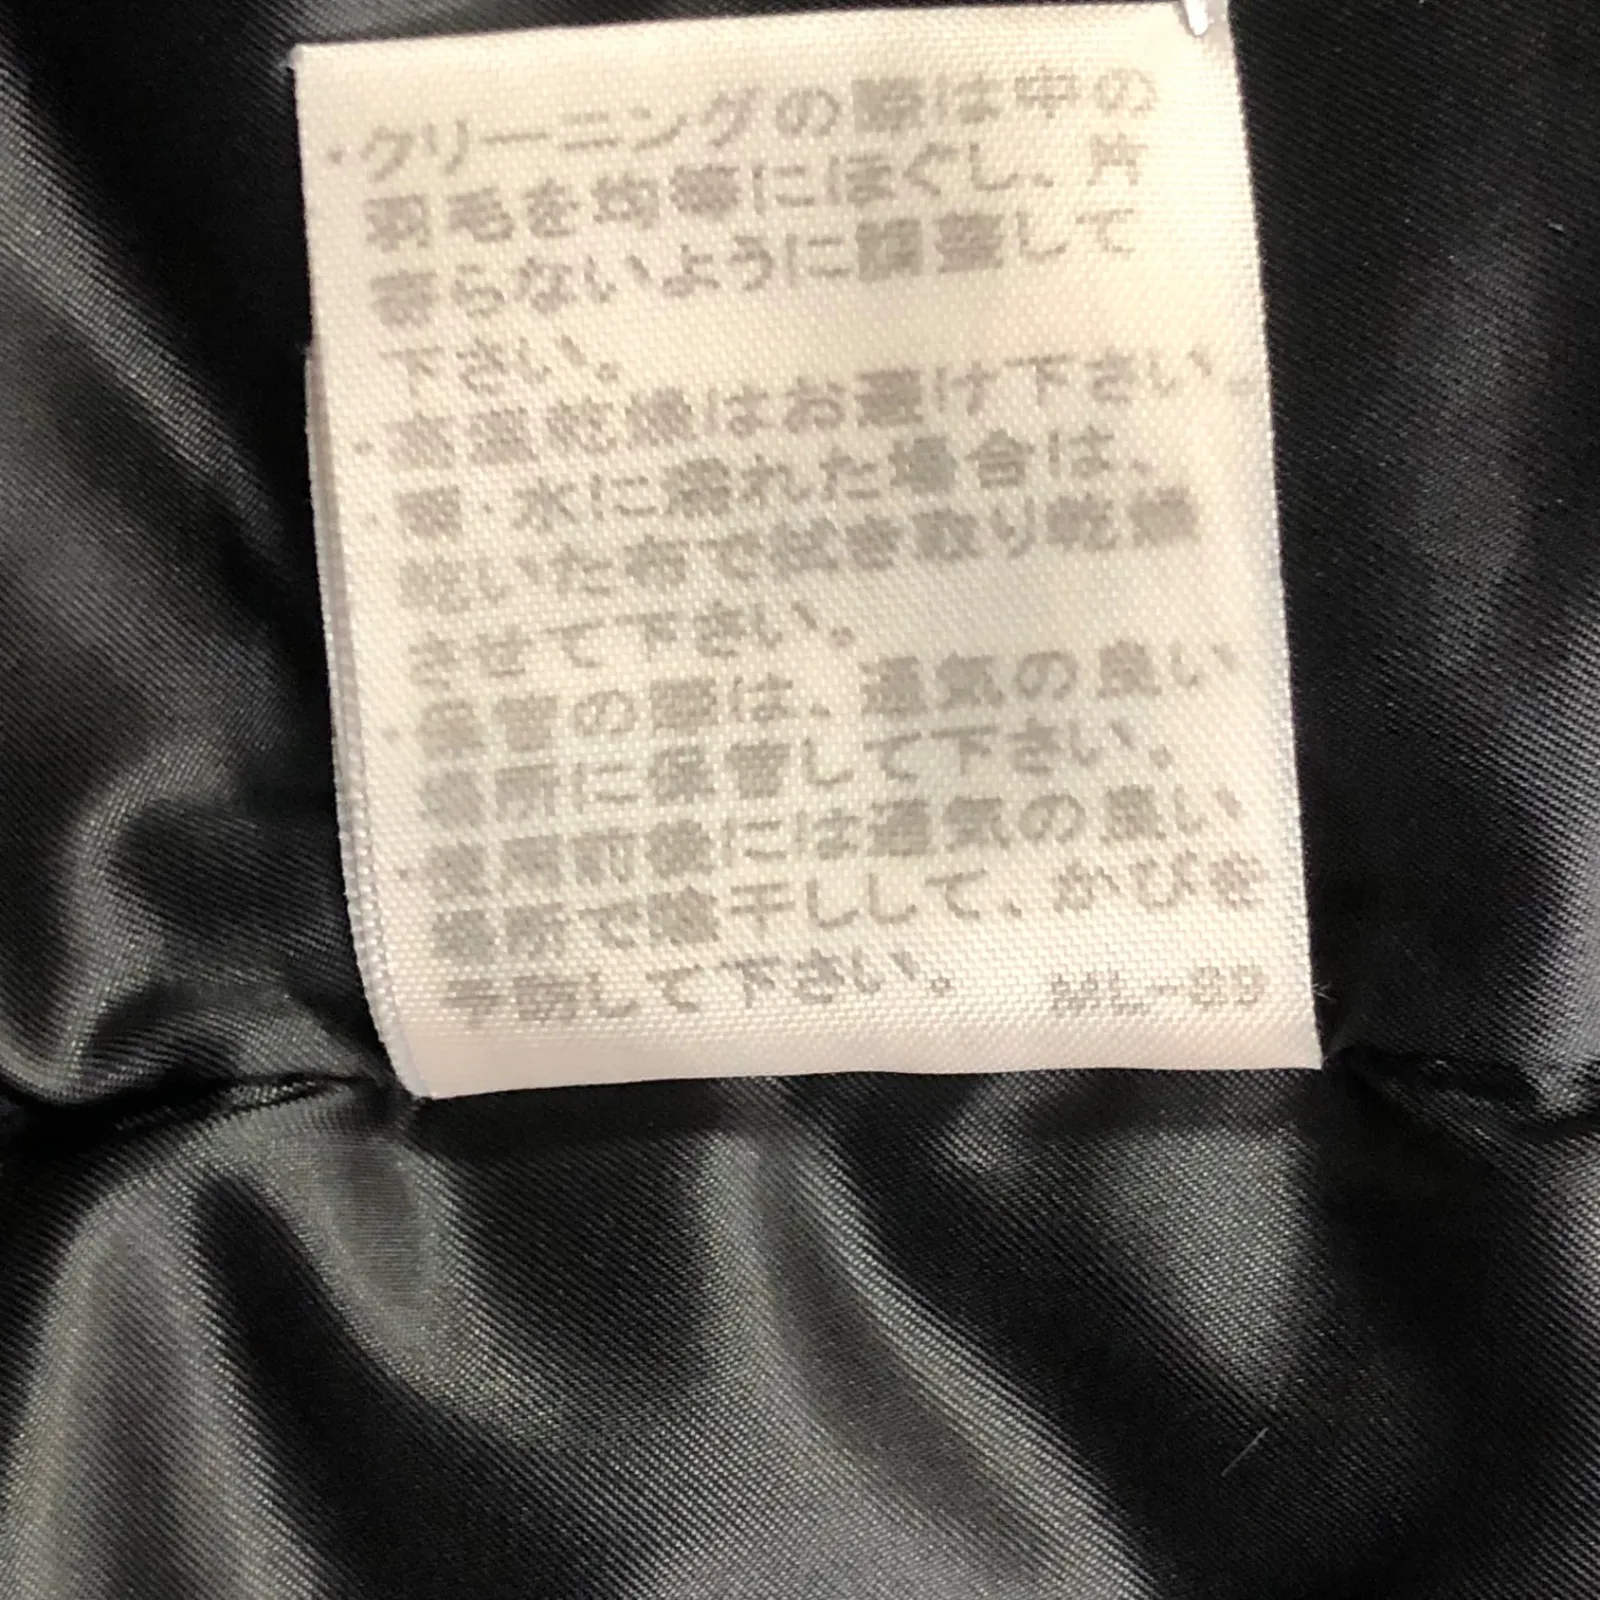 ・クリーニングの際は中の
羽毛を均等にほぐし、片
寄らないように調整して
下さい。
・高温乾燥はお避け下さい。
・雪・水に濡れた場合は、
乾いた布で拭き取り乾燥
させて下さい。
・保管の際は、通気の良い
場所に保管して下さい。
・使用前後には通気の良い
場所で陰干しして、かびを
予防して下さい。 ML-69